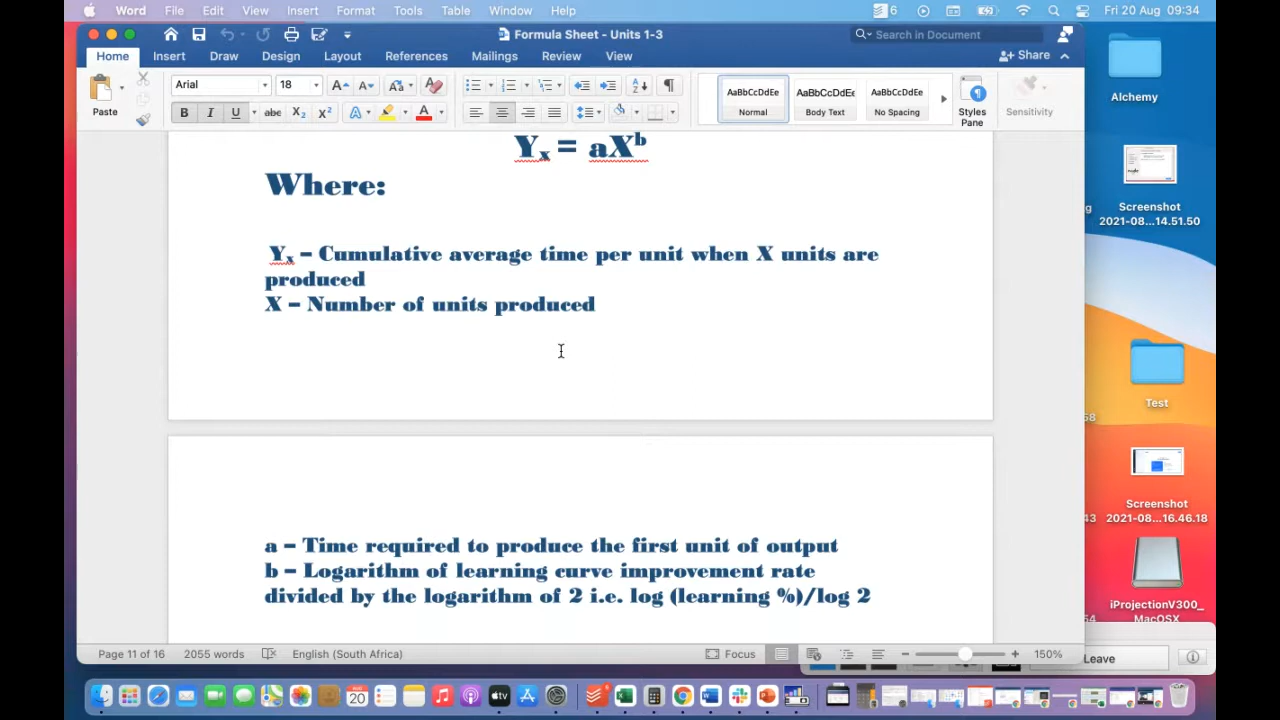 Word File Edit View Insert Format Tools Table Window Help 6 Fri 20 Aug 09:34
Formula Sheet - Units 1-3 Search in Document
Home Insert Draw Design Layout References Mailings Review View Share
Paste Arial 18 AaBbCcDdEe Normal AaBbCcDdEe Body Text AaBbCcDdEe No Spacing Styles Pane Sensitivity
Yₓ = aXᵇ
Where:
Yₓ – Cumulative average time per unit when X units are
produced
X – Number of units produced
a – Time required to produce the first unit of output
b – Logarithm of learning curve improvement rate
divided by the logarithm of 2 i.e. log (learning %)/log 2
Page 11 of 16 2055 words English (South Africa) Focus 150%
Alchemy
Screenshot
2021-08...14.51.50
Test
Screenshot
2021-08...16.46.18
iProjectionV300_
MacOSX
Leave